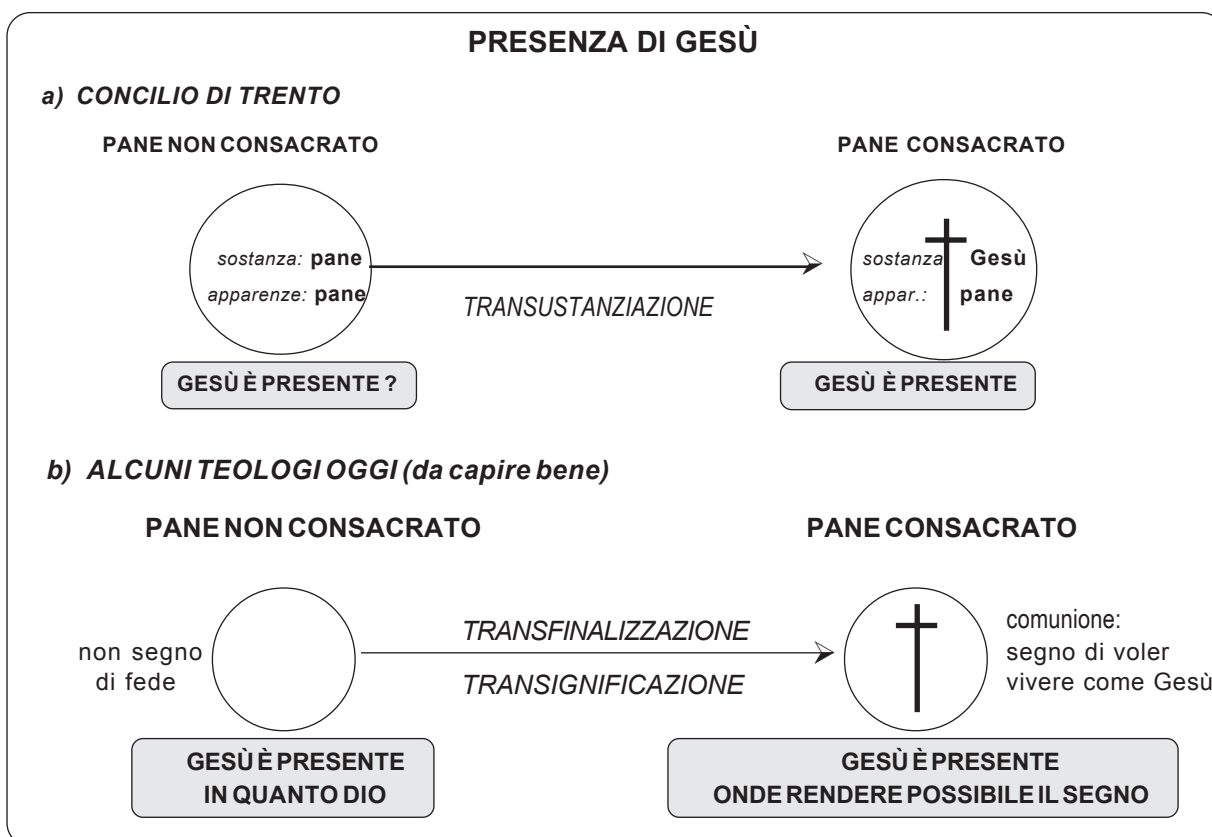 PRESENZA DI GESÙ
a) CONCILIO DI TRENTO
PANE NON CONSACRATO
PANE CONSACRATO
sostanza: pane
apparenze: pane
TRANSUSTANZIAZIONE
sostanza Gesù
appar.: pane
GESÙ È PRESENTE ?
GESÙ È PRESENTE
b) ALCUNI TEOLOGI OGGI (da capire bene)
PANE NON CONSACRATO
PANE CONSACRATO
non segno
di fede
TRANSFINALIZZAZIONE
TRANSIGNIFICAZIONE
comunione:
segno di voler
vivere come Gesù
GESÙ È PRESENTE
IN QUANTO DIO
GESÙ È PRESENTE
ONDE RENDERE POSSIBILE IL SEGNO